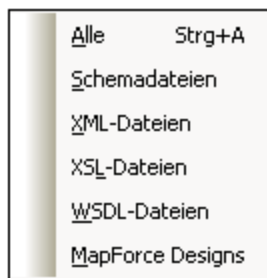 Alle Strg+A
Schemadateien
XML-Dateien
XSL-Dateien
WSDL-Dateien
MapForce Designs